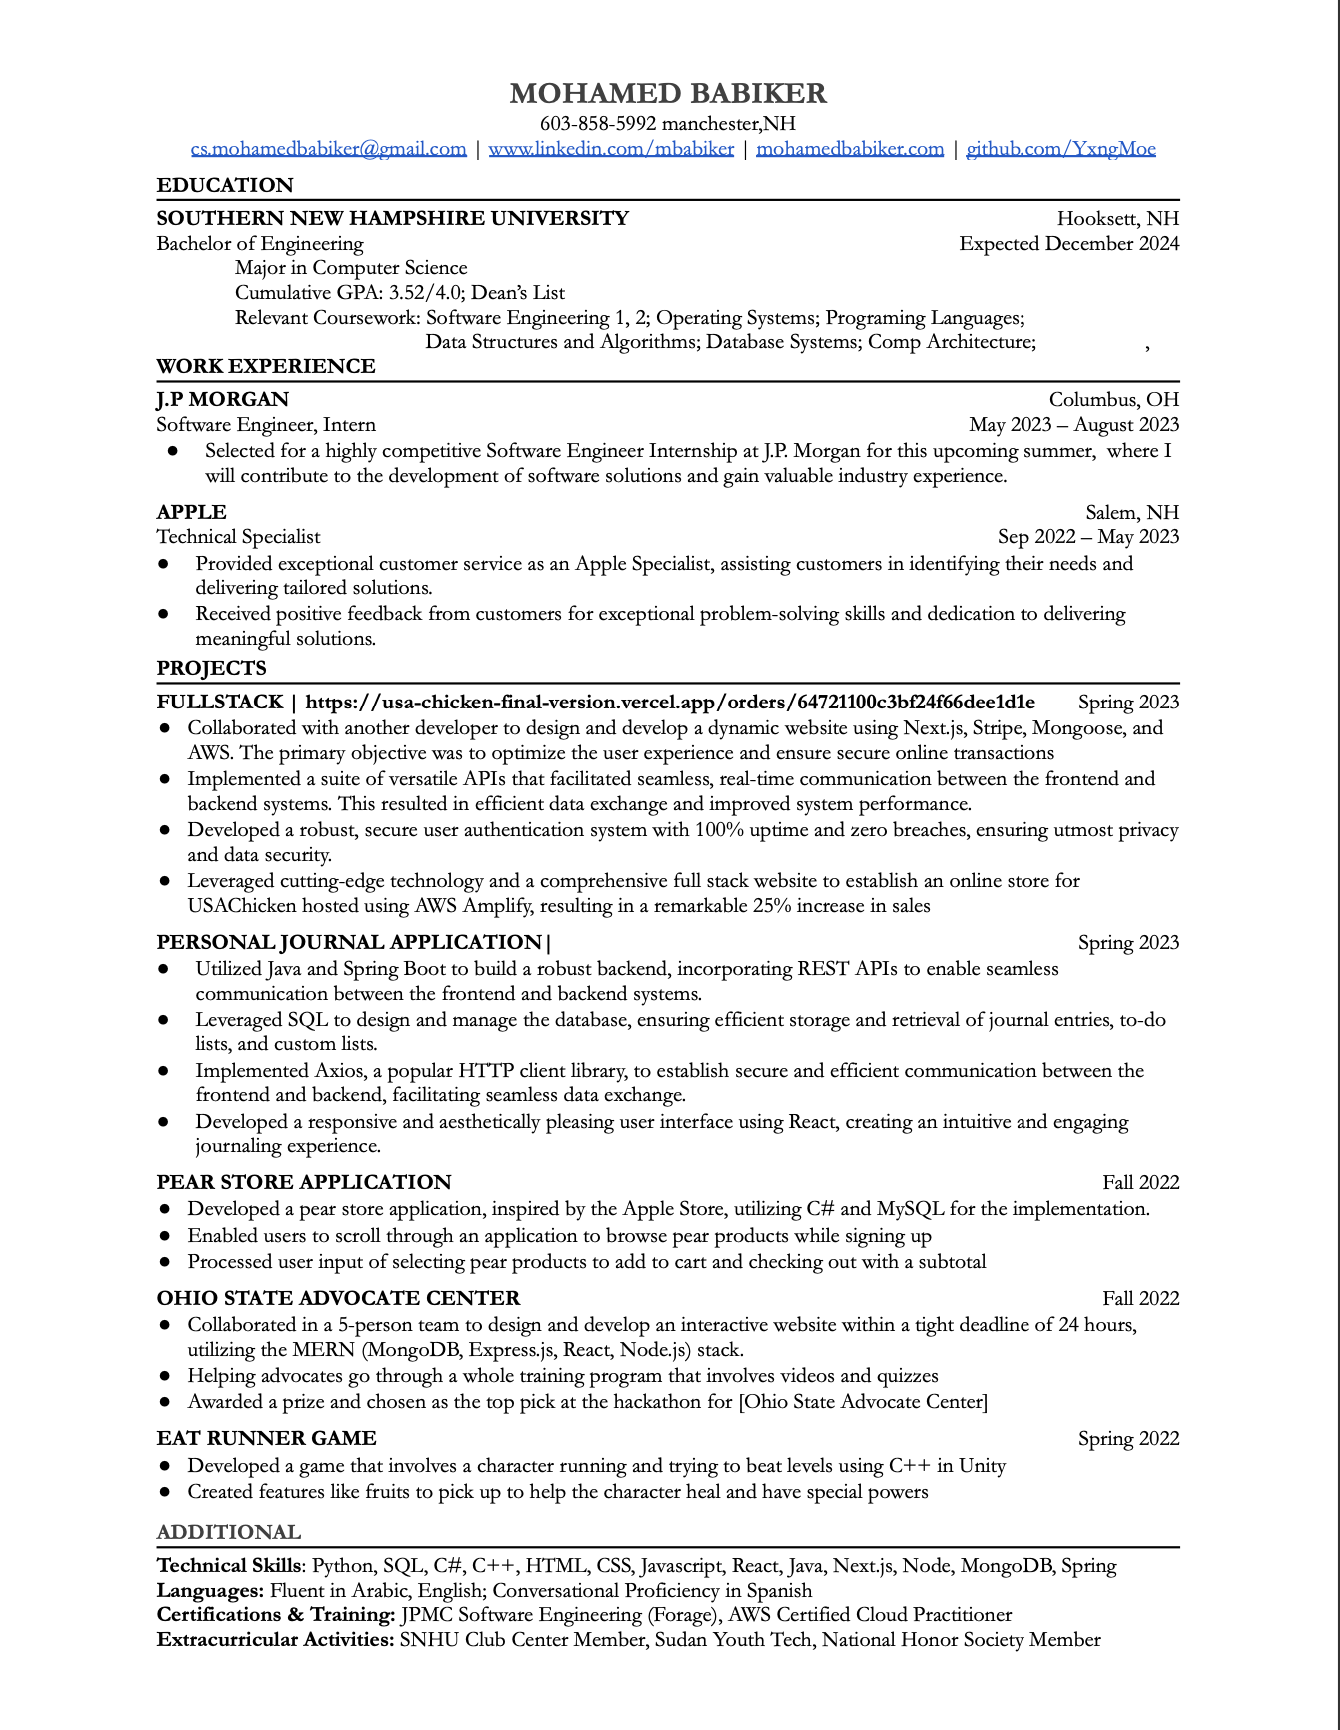 MOHAMED BABIKER
603-858-5992 manchester,NH
cs.mohamedbabiker@gmail.com | www.linkedin.com/mbabiker | mohamedbabiker.com | github.com/YxngMoe
EDUCATION
SOUTHERN NEW HAMPSHIRE UNIVERSITY Hooksett, NH
Bachelor of Engineering Expected December 2024
Major in Computer Science
Cumulative GPA: 3.52/4.0; Dean’s List
Relevant Coursework: Software Engineering 1, 2; Operating Systems; Programing Languages;
Data Structures and Algorithms; Database Systems; Comp Architecture; ,
WORK EXPERIENCE
J.P MORGAN Columbus, OH
Software Engineer, Intern May 2023 – August 2023
● Selected for a highly competitive Software Engineer Internship at J.P. Morgan for this upcoming summer, where I
will contribute to the development of software solutions and gain valuable industry experience.
APPLE Salem, NH
Technical Specialist Sep 2022 – May 2023
● Provided exceptional customer service as an Apple Specialist, assisting customers in identifying their needs and
delivering tailored solutions.
● Received positive feedback from customers for exceptional problem-solving skills and dedication to delivering
meaningful solutions.
PROJECTS
FULLSTACK | https://usa-chicken-final-version.vercel.app/orders/64721100c3bf24f66dee1d1e Spring 2023
● Collaborated with another developer to design and develop a dynamic website using Next.js, Stripe, Mongoose, and
AWS. The primary objective was to optimize the user experience and ensure secure online transactions
● Implemented a suite of versatile APIs that facilitated seamless, real-time communication between the frontend and
backend systems. This resulted in efficient data exchange and improved system performance.
● Developed a robust, secure user authentication system with 100% uptime and zero breaches, ensuring utmost privacy
and data security.
● Leveraged cutting-edge technology and a comprehensive full stack website to establish an online store for
USAChicken hosted using AWS Amplify, resulting in a remarkable 25% increase in sales
PERSONAL JOURNAL APPLICATION| Spring 2023
● Utilized Java and Spring Boot to build a robust backend, incorporating REST APIs to enable seamless
communication between the frontend and backend systems.
● Leveraged SQL to design and manage the database, ensuring efficient storage and retrieval of journal entries, to-do
lists, and custom lists.
● Implemented Axios, a popular HTTP client library, to establish secure and efficient communication between the
frontend and backend, facilitating seamless data exchange.
● Developed a responsive and aesthetically pleasing user interface using React, creating an intuitive and engaging
journaling experience.
PEAR STORE APPLICATION Fall 2022
● Developed a pear store application, inspired by the Apple Store, utilizing C# and MySQL for the implementation.
● Enabled users to scroll through an application to browse pear products while signing up
● Processed user input of selecting pear products to add to cart and checking out with a subtotal
OHIO STATE ADVOCATE CENTER Fall 2022
● Collaborated in a 5-person team to design and develop an interactive website within a tight deadline of 24 hours,
utilizing the MERN (MongoDB, Express.js, React, Node.js) stack.
● Helping advocates go through a whole training program that involves videos and quizzes
● Awarded a prize and chosen as the top pick at the hackathon for [Ohio State Advocate Center]
EAT RUNNER GAME Spring 2022
● Developed a game that involves a character running and trying to beat levels using C++ in Unity
● Created features like fruits to pick up to help the character heal and have special powers
ADDITIONAL
Technical Skills: Python, SQL, C#, C++, HTML, CSS, Javascript, React, Java, Next.js, Node, MongoDB, Spring
Languages: Fluent in Arabic, English; Conversational Proficiency in Spanish
Certifications & Training: JPMC Software Engineering (Forage), AWS Certified Cloud Practitioner
Extracurricular Activities: SNHU Club Center Member, Sudan Youth Tech, National Honor Society Member